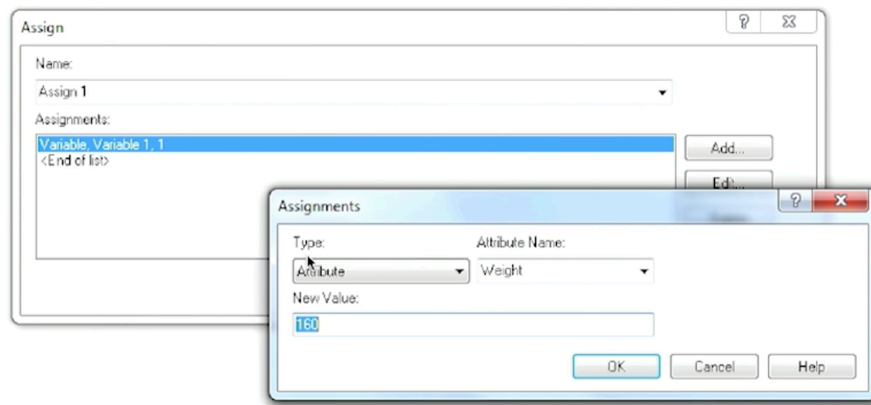 Assign
Name:
Assign 1
Assignments:
Variable, Variable 1, 1
<End of list>
Add...
Edit...
Assignments
Type:
Attribute Name:
Attribute
Weight
New Value:
160
OK
Cancel
Help